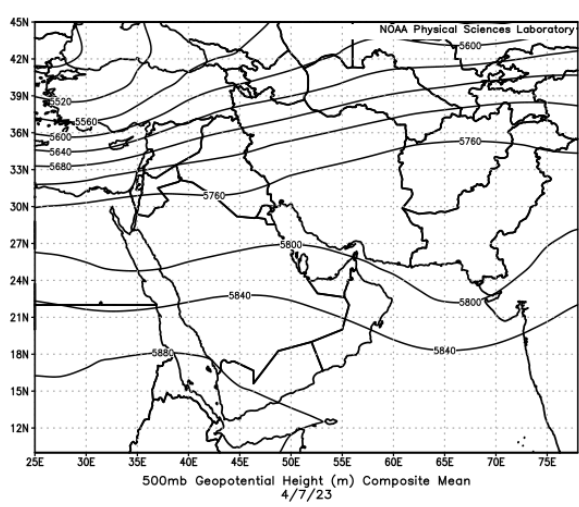 45N
NOAA Physical Sciences Laboratory
5600
42N
39N
5520
5560
36N
5600
5760
5640
5680
33N
5760
30N
27N
5800
24N
5840
5800
21N
18N
5880
5840
15N
12N
25E 30E 35E 40E 45E 50E 55E 60E 65E 70E 75E
500mb Geopotential Height (m) Composite Mean
4/7/23